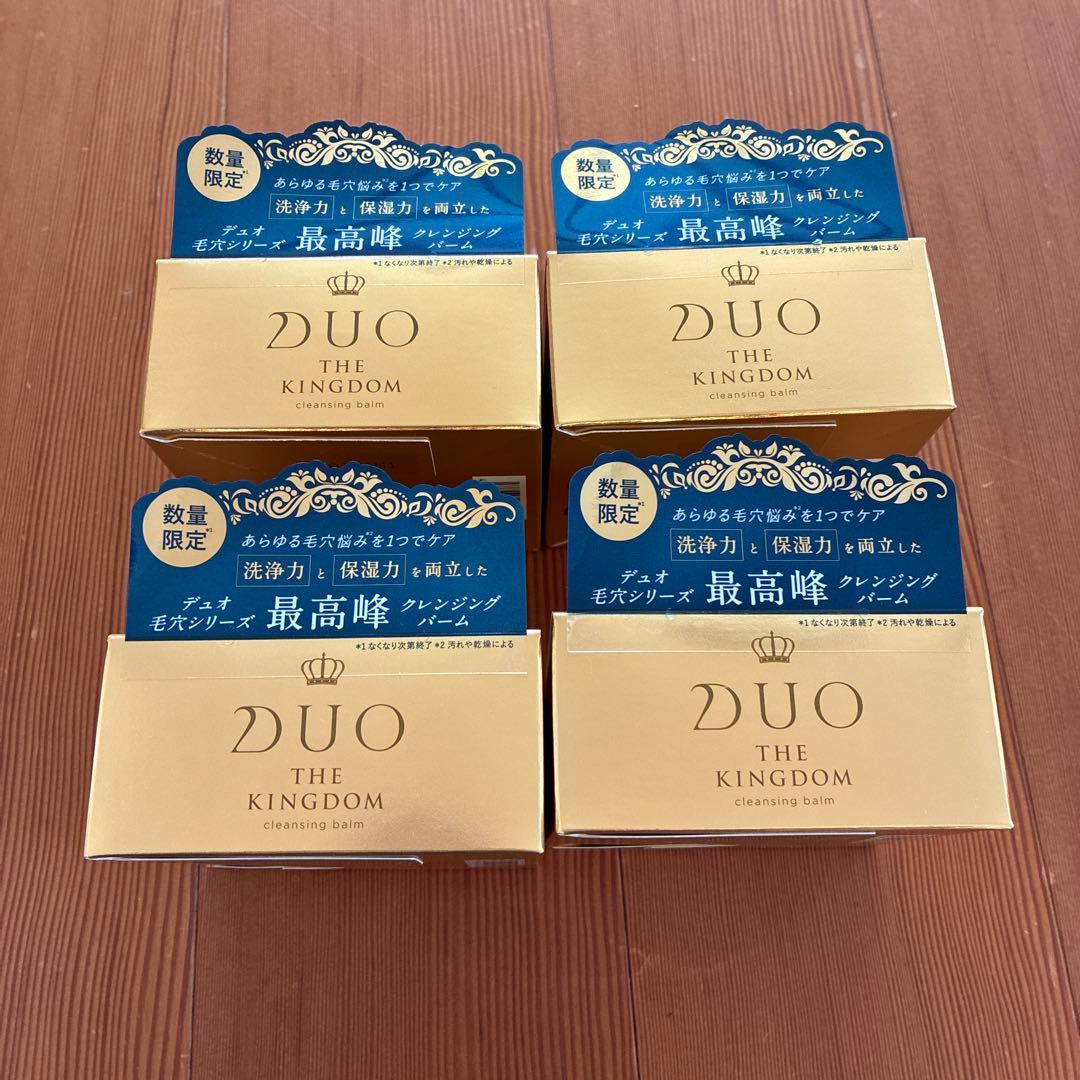 数量
限定*1
あらゆる毛穴悩み*2を1つでケア
洗浄力 と 保湿力 を両立した
デュオ
毛穴シリーズ 最高峰 クレンジング
バーム
*1 なくなり次第終了 *2 汚れや乾燥による
DUO
THE
KINGDOM
cleansing balm
数量
限定*1
あらゆる毛穴悩み*2を1つでケア
洗浄力 と 保湿力 を両立した
デュオ
毛穴シリーズ 最高峰 クレンジング
バーム
*1 なくなり次第終了 *2 汚れや乾燥による
DUO
THE
KINGDOM
cleansing balm
数量
限定*1
あらゆる毛穴悩み*2を1つでケア
洗浄力 と 保湿力 を両立した
デュオ
毛穴シリーズ 最高峰 クレンジング
バーム
*1 なくなり次第終了 *2 汚れや乾燥による
DUO
THE
KINGDOM
cleansing balm
数量
限定*1
あらゆる毛穴悩み*2を1つでケア
洗浄力 と 保湿力 を両立した
デュオ
毛穴シリーズ 最高峰 クレンジング
バーム
*1 なくなり次第終了 *2 汚れや乾燥による
DUO
THE
KINGDOM
cleansing balm